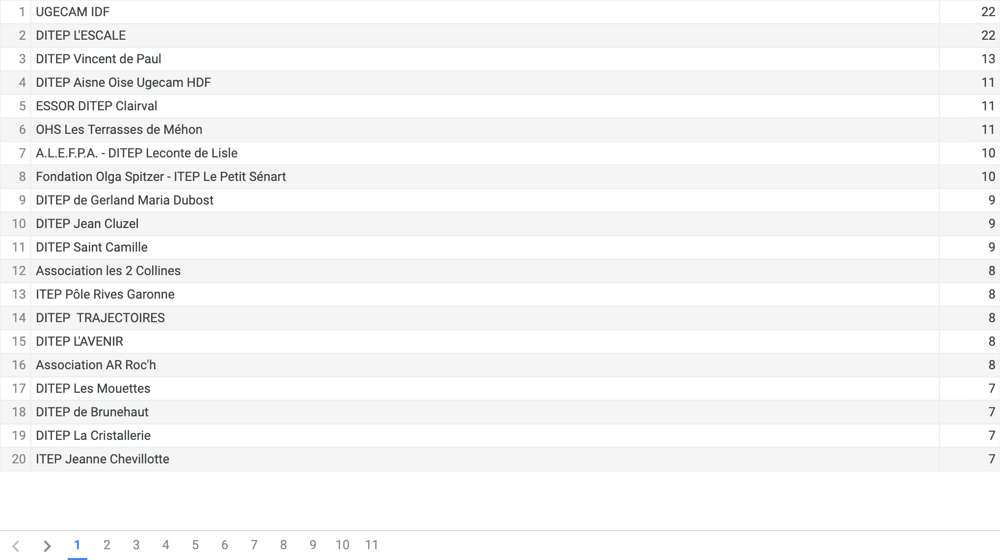 1 UGECAM IDF 22
2 DITEP L'ESCALE 22
3 DITEP Vincent de Paul 13
4 DITEP Aisne Oise Ugecam HDF 11
5 ESSOR DITEP Clairval 11
6 OHS Les Terrasses de Méhon 11
7 A.L.E.F.P.A. - DITEP Leconte de Lisle 10
8 Fondation Olga Spitzer - ITEP Le Petit Sénart 10
9 DITEP de Gerland Maria Dubost 9
10 DITEP Jean Cluzel 9
11 DITEP Saint Camille 9
12 Association les 2 Collines 8
13 ITEP Pôle Rives Garonne 8
14 DITEP  TRAJECTOIRES 8
15 DITEP L'AVENIR 8
16 Association AR Roc'h 8
17 DITEP Les Mouettes 7
18 DITEP de Brunehaut 7
19 DITEP La Cristallerie 7
20 ITEP Jeanne Chevillotte 7
1 2 3 4 5 6 7 8 9 10 11